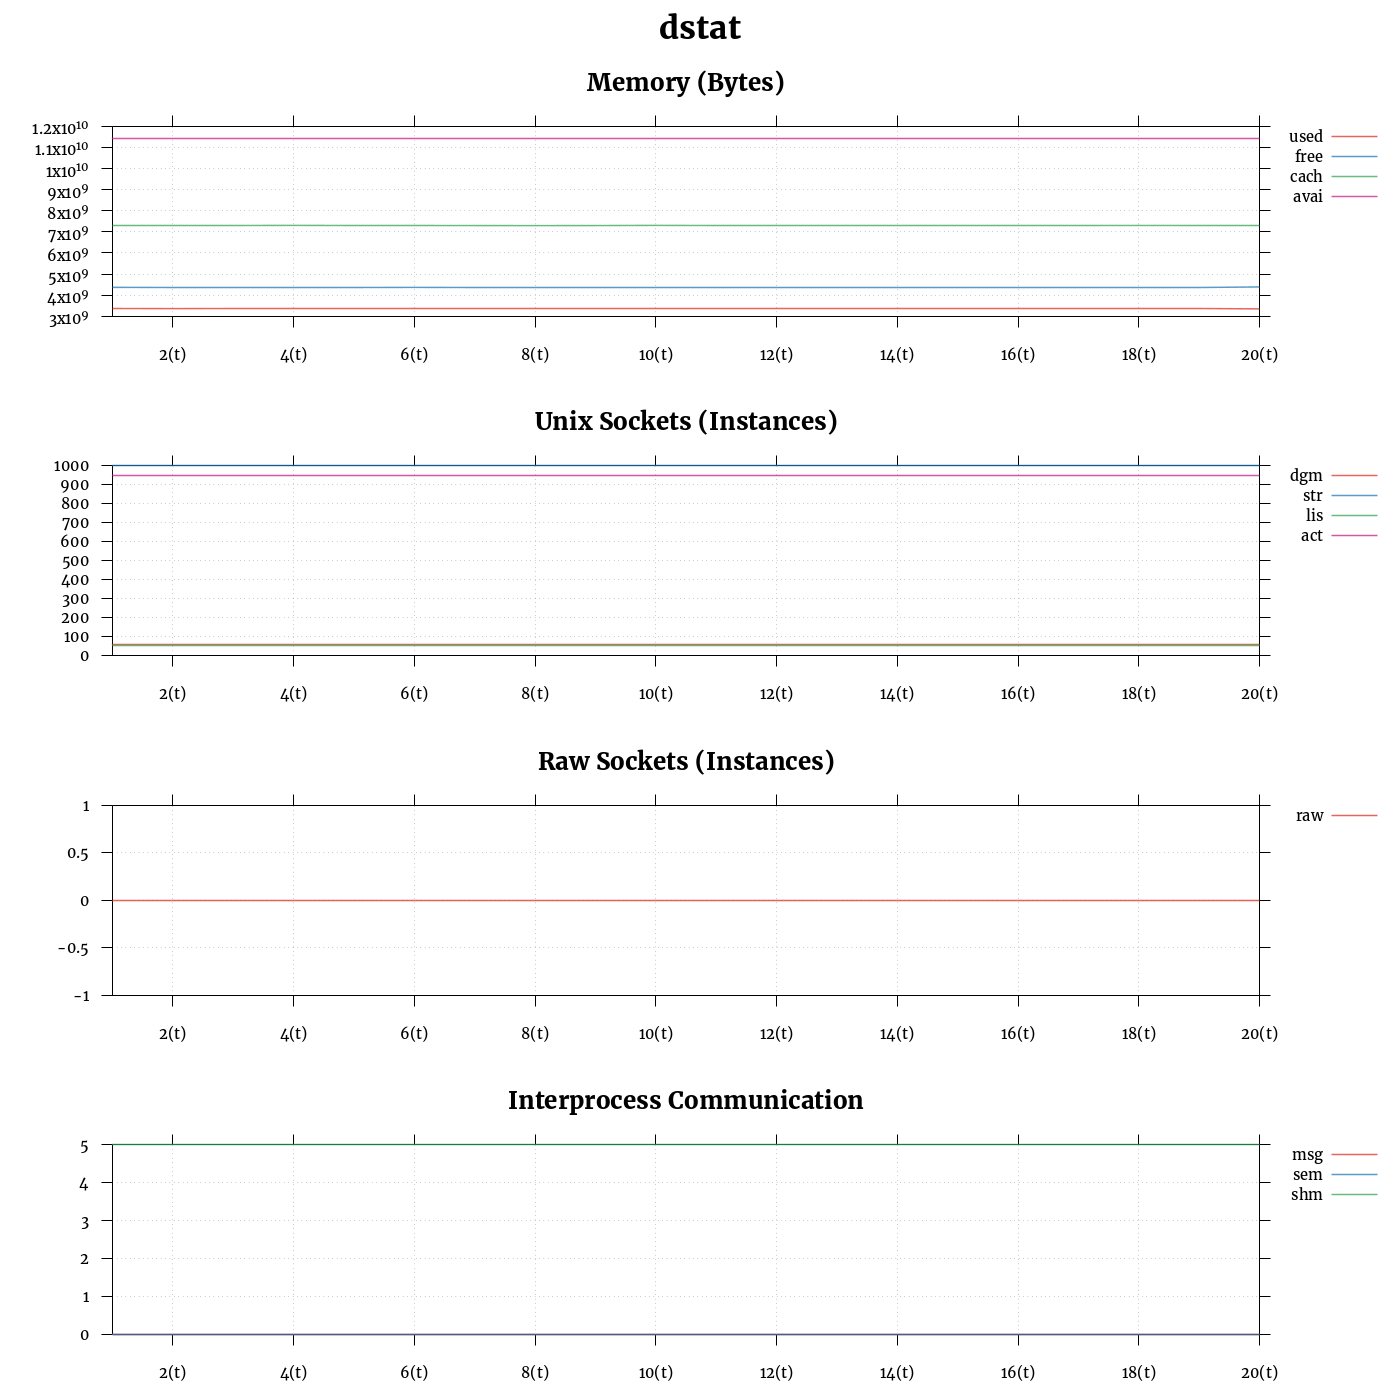 dstat
Memory (Bytes)
1.2x10¹⁰
1.1x10¹⁰
1x10¹⁰
9x10⁹
8x10⁹
7x10⁹
6x10⁹
5x10⁹
4x10⁹
3x10⁹
2(t) 4(t) 6(t) 8(t) 10(t) 12(t) 14(t) 16(t) 18(t) 20(t)
used
free
cach
avai
Unix Sockets (Instances)
1000
900
800
700
600
500
400
300
200
100
0
2(t) 4(t) 6(t) 8(t) 10(t) 12(t) 14(t) 16(t) 18(t) 20(t)
dgm
str
lis
act
Raw Sockets (Instances)
1
0.5
0
-0.5
-1
2(t) 4(t) 6(t) 8(t) 10(t) 12(t) 14(t) 16(t) 18(t) 20(t)
raw
Interprocess Communication
5
4
3
2
1
0
2(t) 4(t) 6(t) 8(t) 10(t) 12(t) 14(t) 16(t) 18(t) 20(t)
msg
sem
shm